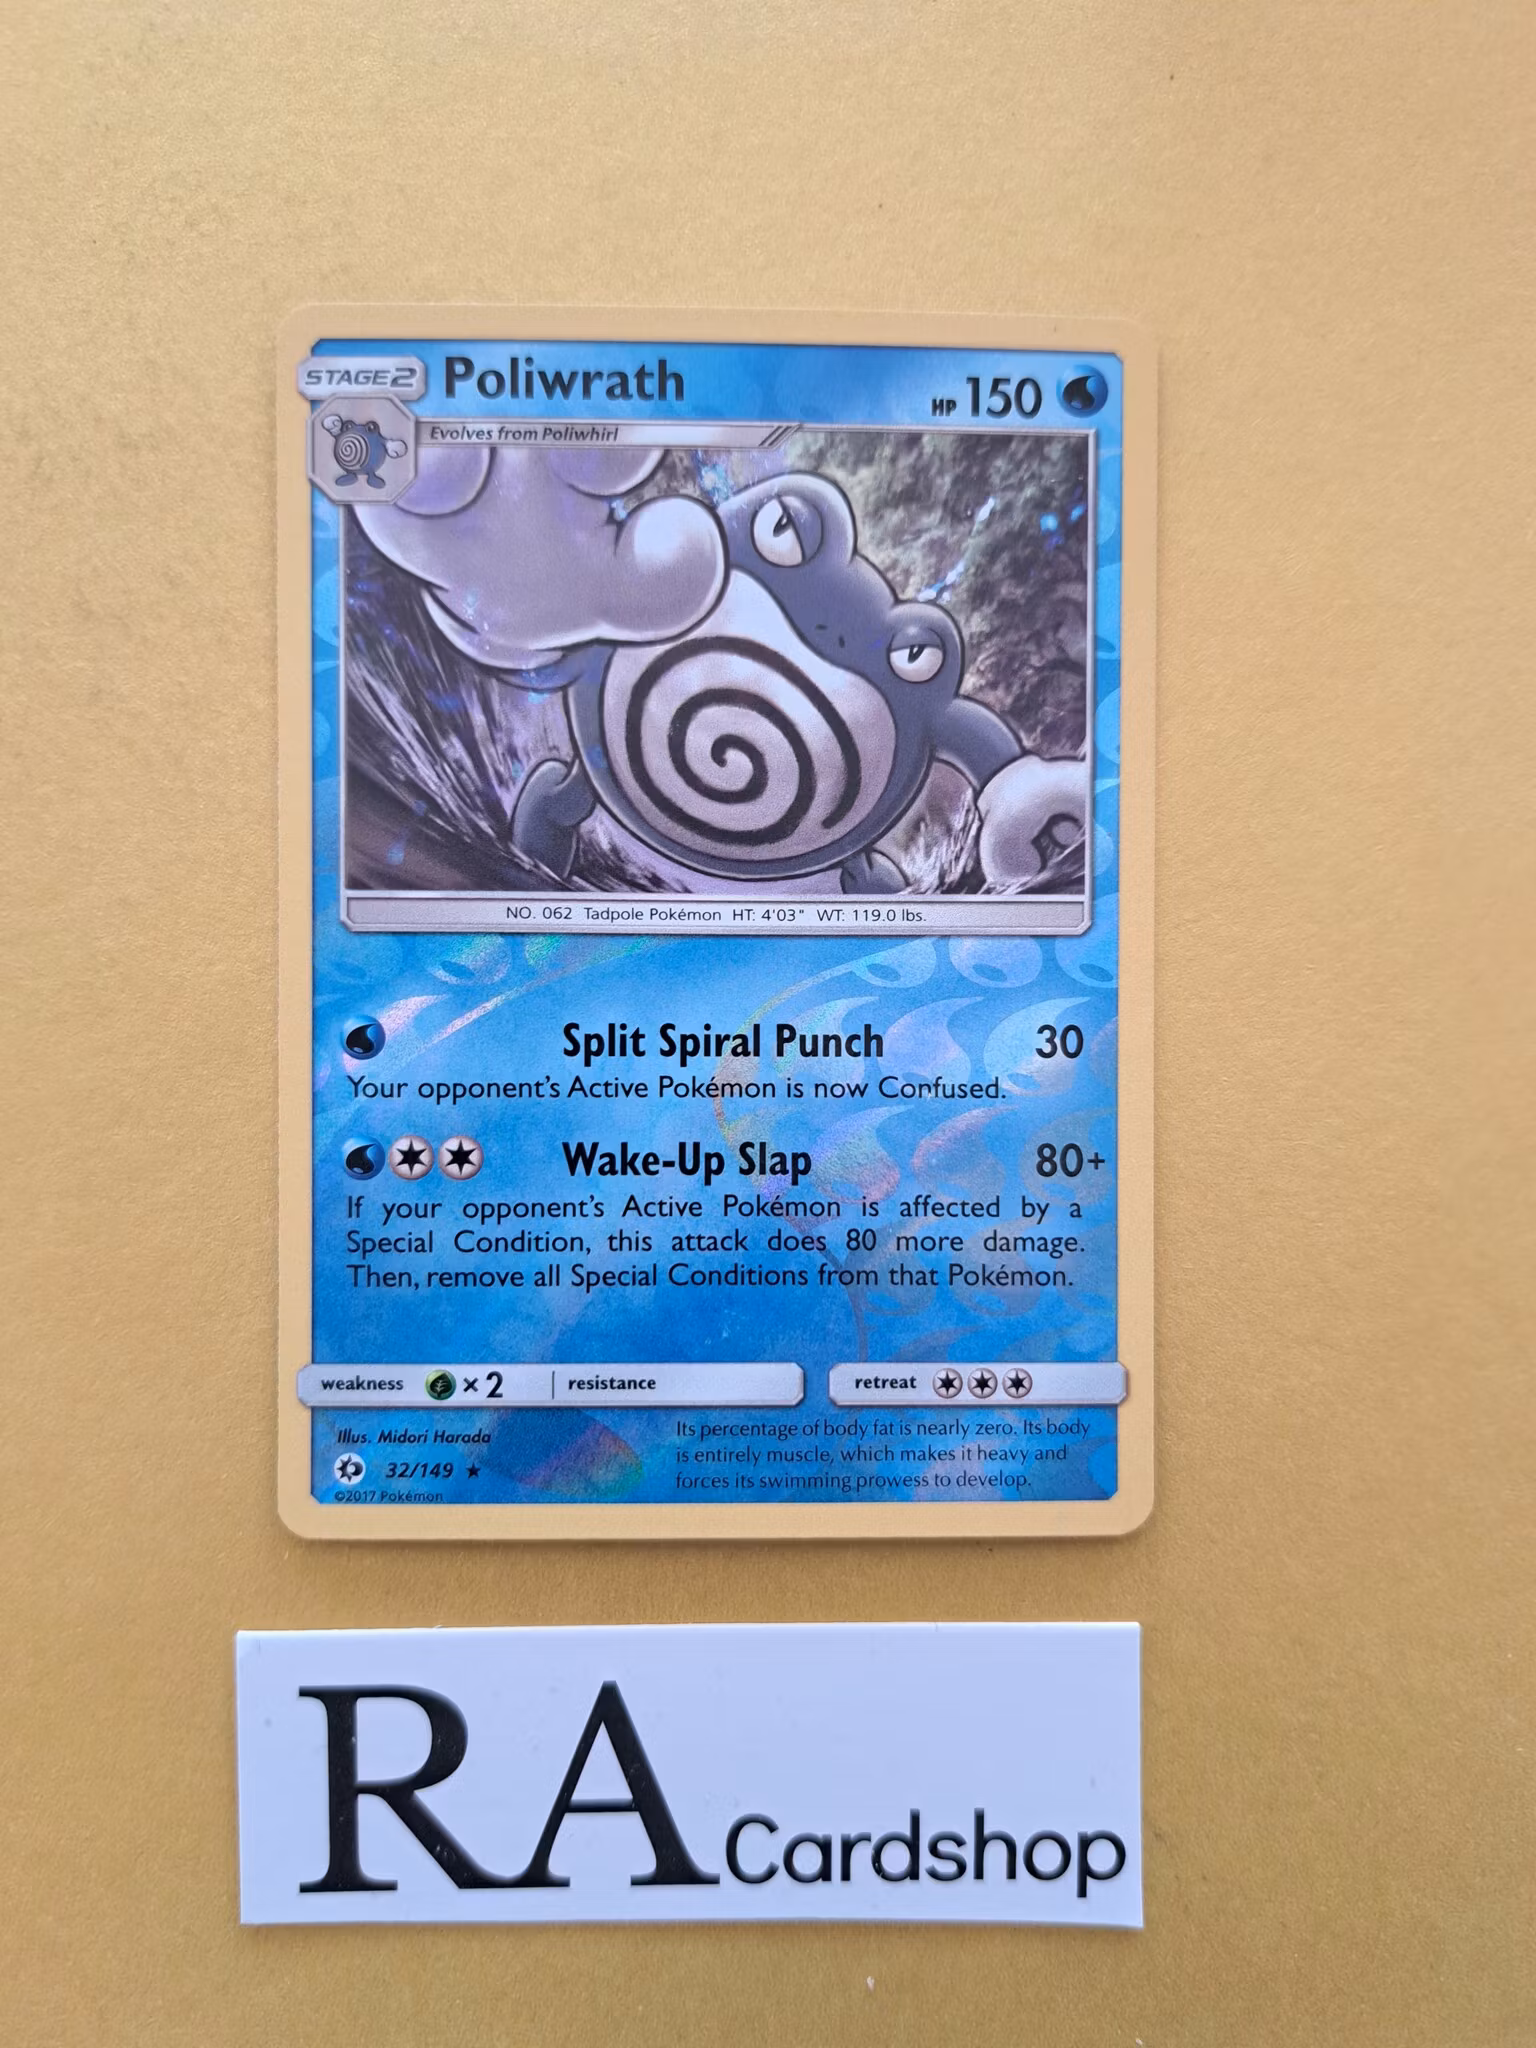 STAGE2
Poliwrath
HP 150
Evolves from Poliwhirl
NO. 062 Tadpole Pokémon HT: 4'03" WT: 119.0 lbs.
Split Spiral Punch 30
Your opponent's Active Pokémon is now Confused.
Wake-Up Slap 80+
If your opponent's Active Pokémon is affected by a
Special Condition, this attack does 80 more damage.
Then, remove all Special Conditions from that Pokémon.
weakness ×2 resistance retreat
Illus. Midori Harada
32/149 ★
©2017 Pokémon
Its percentage of body fat is nearly zero. Its body
is entirely muscle, which makes it heavy and
forces its swimming prowess to develop.
RA Cardshop